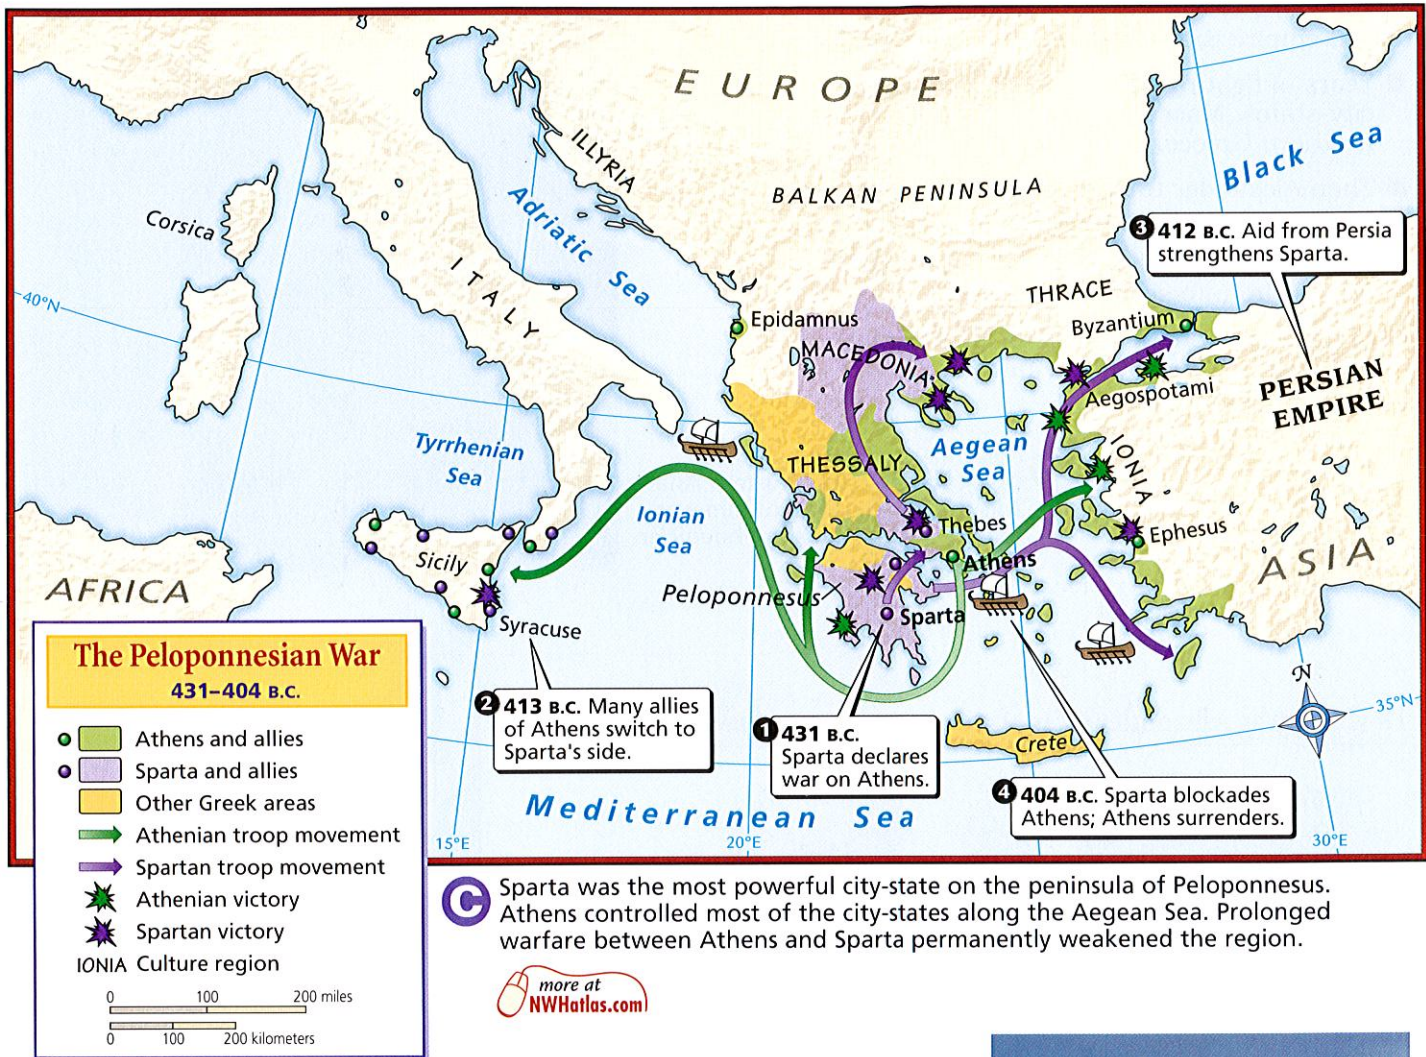 EUROPE
ILLYRIA
BALKAN PENINSULA
Black Sea
Corsica
Adriatic Sea
ITALY
3 412 B.C. Aid from Persia
strengthens Sparta.
40°N
THRACE
Epidamnus
Byzantium
MACEDONIA
Aegospotami
PERSIAN
EMPIRE
Tyrrhenian
Sea
THESSALY
Aegean
Sea
IONIA
Ionian
Sea
Thebes
Ephesus
Sicily
Athens
ASIA
AFRICA
Peloponnesus
Sparta
Syracuse
The Peloponnesian War
431–404 B.C.
Athens and allies
Sparta and allies
Other Greek areas
Athenian troop movement
Spartan troop movement
Athenian victory
Spartan victory
IONIA Culture region
0 100 200 miles
0 100 200 kilometers
2 413 B.C. Many allies
of Athens switch to
Sparta's side.
1 431 B.C.
Sparta declares
war on Athens.
N
35°N
Crete
4 404 B.C. Sparta blockades
Athens; Athens surrenders.
Mediterranean Sea
15°E
20°E
30°E
C Sparta was the most powerful city-state on the peninsula of Peloponnesus.
Athens controlled most of the city-states along the Aegean Sea. Prolonged
warfare between Athens and Sparta permanently weakened the region.
more at
NWHatlas.com